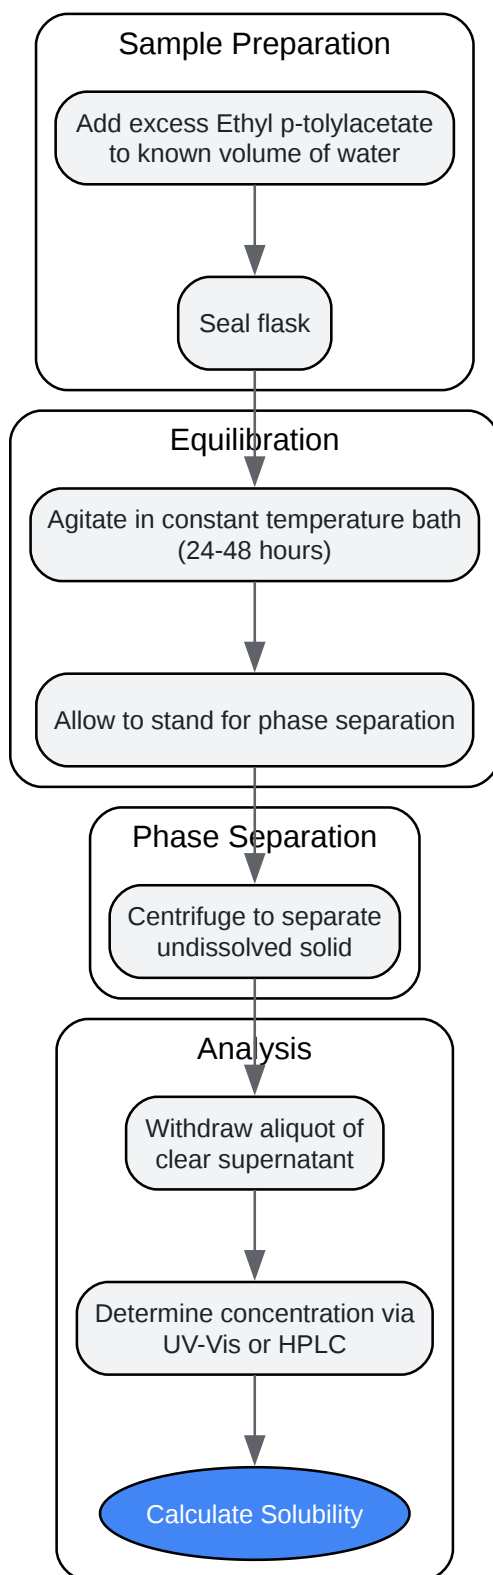 Sample Preparation
Add excess Ethyl p-tolylacetate
to known volume of water
Seal flask
Equilibration
Agitate in constant temperature bath
(24-48 hours)
Allow to stand for phase separation
Phase Separation
Centrifuge to separate
undissolved solid
Analysis
Withdraw aliquot of
clear supernatant
Determine concentration via
UV-Vis or HPLC
Calculate Solubility